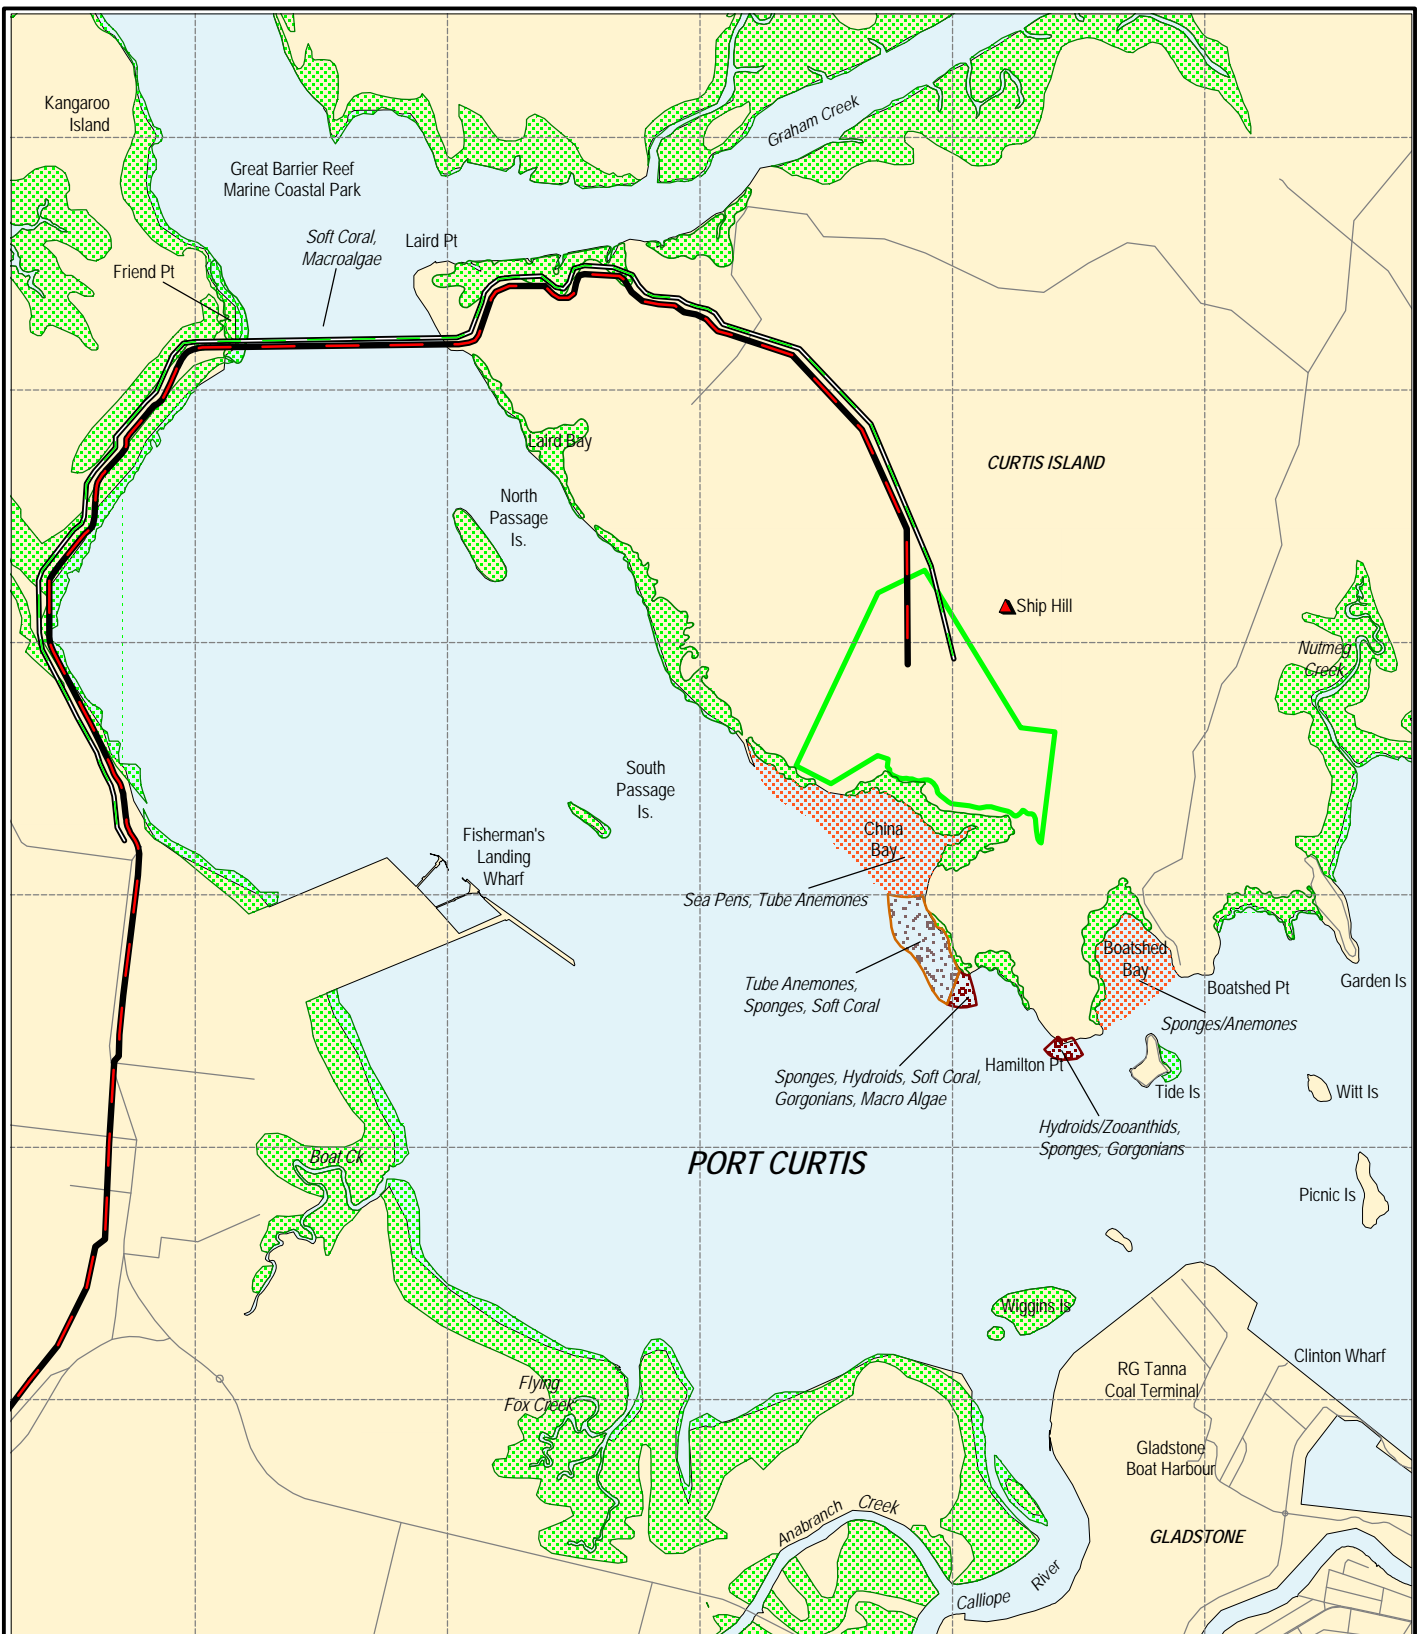 Kangaroo
Island
Graham Creek
Great Barrier Reef
Marine Coastal Park
Soft Coral,
Macroalgae
Laird Pt
Friend Pt
Laird Bay
CURTIS ISLAND
North
Passage
Is.
Ship Hill
Nutmeg
Creek
South
Passage
Is.
Fisherman's
Landing
Wharf
China
Bay
Sea Pens, Tube Anemones
Boatshed
Bay
Tube Anemones,
Sponges, Soft Coral
Boatshed Pt
Garden Is
Sponges/Anemones
Hamilton Pt
Sponges, Hydroids, Soft Coral,
Gorgonians, Macro Algae
Tide Is
Witt Is
Hydroids/Zooanthids,
Sponges, Gorgonians
Boat Ck
PORT CURTIS
Picnic Is
Wiggins Is
Clinton Wharf
RG Tanna
Coal Terminal
Flying
Fox Creek
Gladstone
Boat Harbour
Anabranch Creek
GLADSTONE
Calliope River